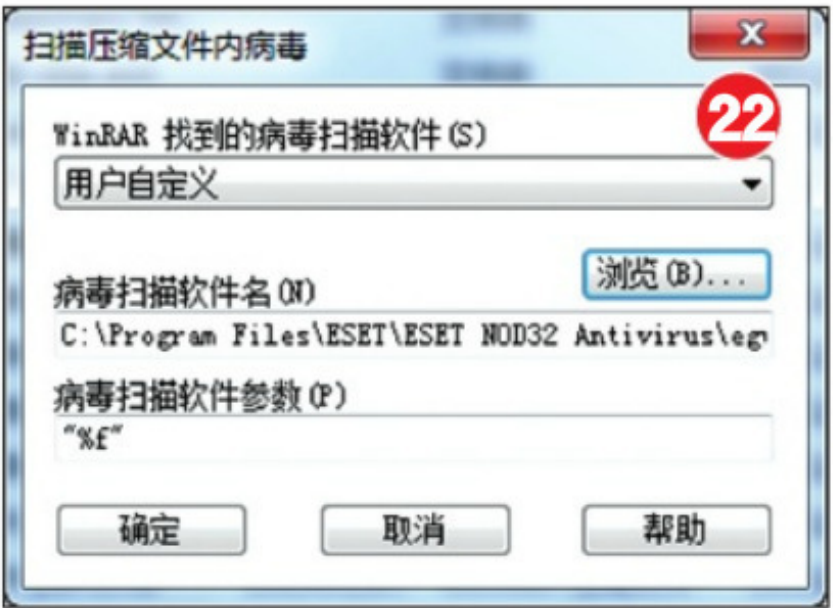 扫描压缩文件内病毒
22
WinRAR 找到的病毒扫描软件(S)
用户自定义
浏览(B)...
病毒扫描软件名(N)
C:\Program Files\ESET\ESET NOD32 Antivirus\eg
病毒扫描软件参数(P)
"%f"
确定
取消
帮助